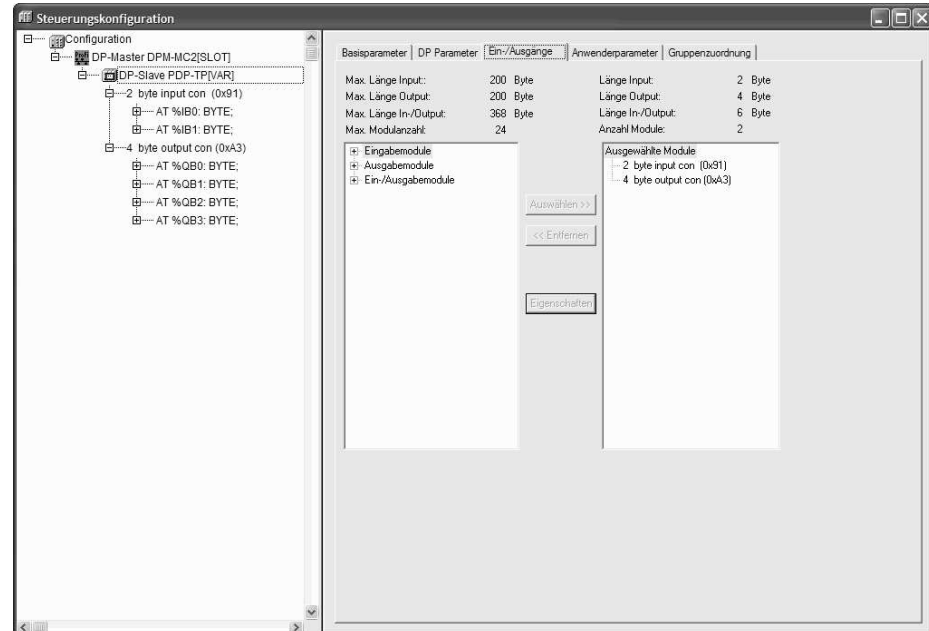 Steuerungskonfiguration
Configuration
DP-Master DPM-MC2[SLOT]
DP-Slave PDP-TP[VAR]
2 byte input con (0x91)
AT %IB0: BYTE;
AT %IB1: BYTE;
4 byte output con (0xA3)
AT %QB0: BYTE;
AT %QB1: BYTE;
AT %QB2: BYTE;
AT %QB3: BYTE;
Basisparameter DP Parameter Ein-/Ausgänge Anwenderparameter Gruppenzuordnung
Max. Länge Input:: 200 Byte Länge Input: 2 Byte
Max. Länge Output: 200 Byte Länge Output: 4 Byte
Max. Länge In-/Output: 368 Byte Länge In-/Output: 6 Byte
Max. Modulanzahl: 24 Anzahl Module: 2
Eingabemodule
Ausgabemodule
Ein-/Ausgabemodule
Auswählen >>
<< Entfernen
Eigenschaften
Ausgewählte Module
2 byte input con (0x91)
4 byte output con (0xA3)